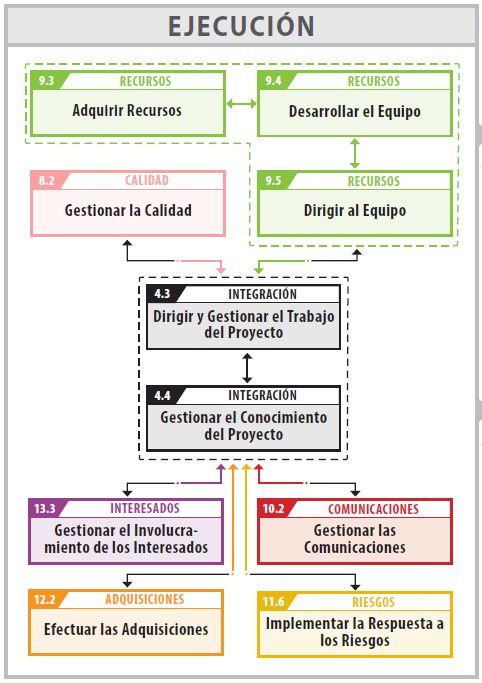 EJECUCIÓN
9.3 RECURSOS
Adquirir Recursos
9.4 RECURSOS
Desarrollar el Equipo
8.2 CALIDAD
Gestionar la Calidad
9.5 RECURSOS
Dirigir al Equipo
4.3 INTEGRACIÓN
Dirigir y Gestionar el Trabajo
del Proyecto
4.4 INTEGRACIÓN
Gestionar el Conocimiento
del Proyecto
13.3 INTERESADOS
Gestionar el Involucra-
miento de los Interesados
10.2 COMUNICACIONES
Gestionar las
Comunicaciones
12.2 ADQUISICIONES
Efectuar las Adquisiciones
11.6 RIESGOS
Implementar la Respuesta a
los Riesgos